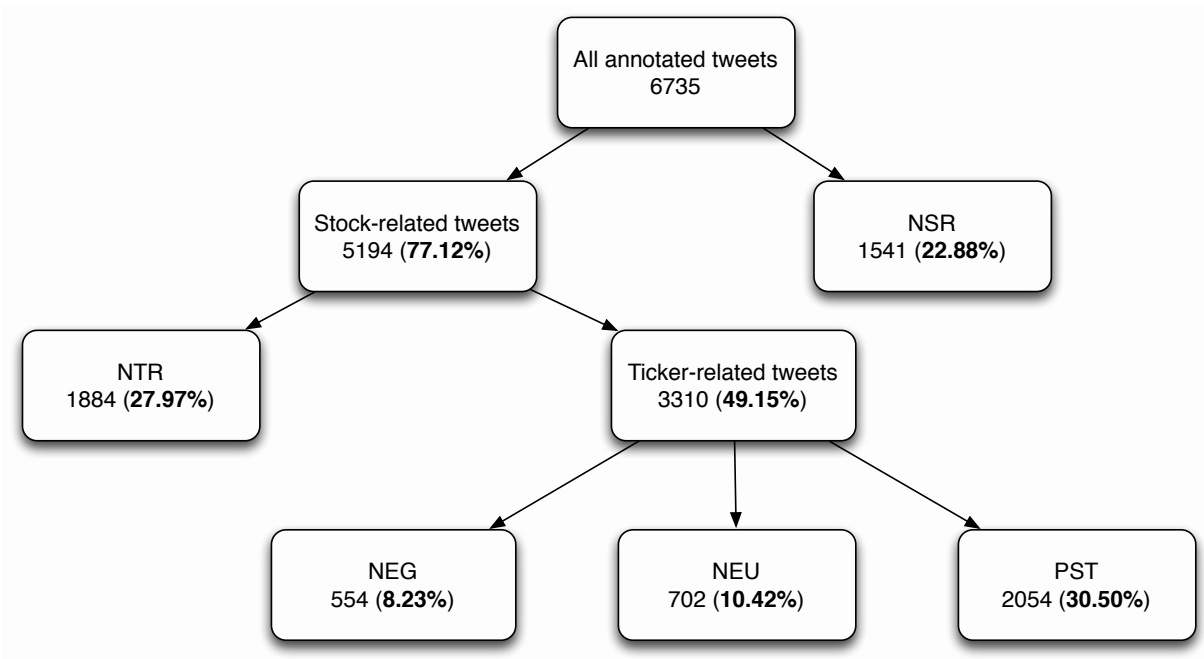 All annotated tweets
6735
Stock-related tweets
5194 (77.12%)
NSR
1541 (22.88%)
NTR
1884 (27.97%)
Ticker-related tweets
3310 (49.15%)
NEG
554 (8.23%)
NEU
702 (10.42%)
PST
2054 (30.50%)